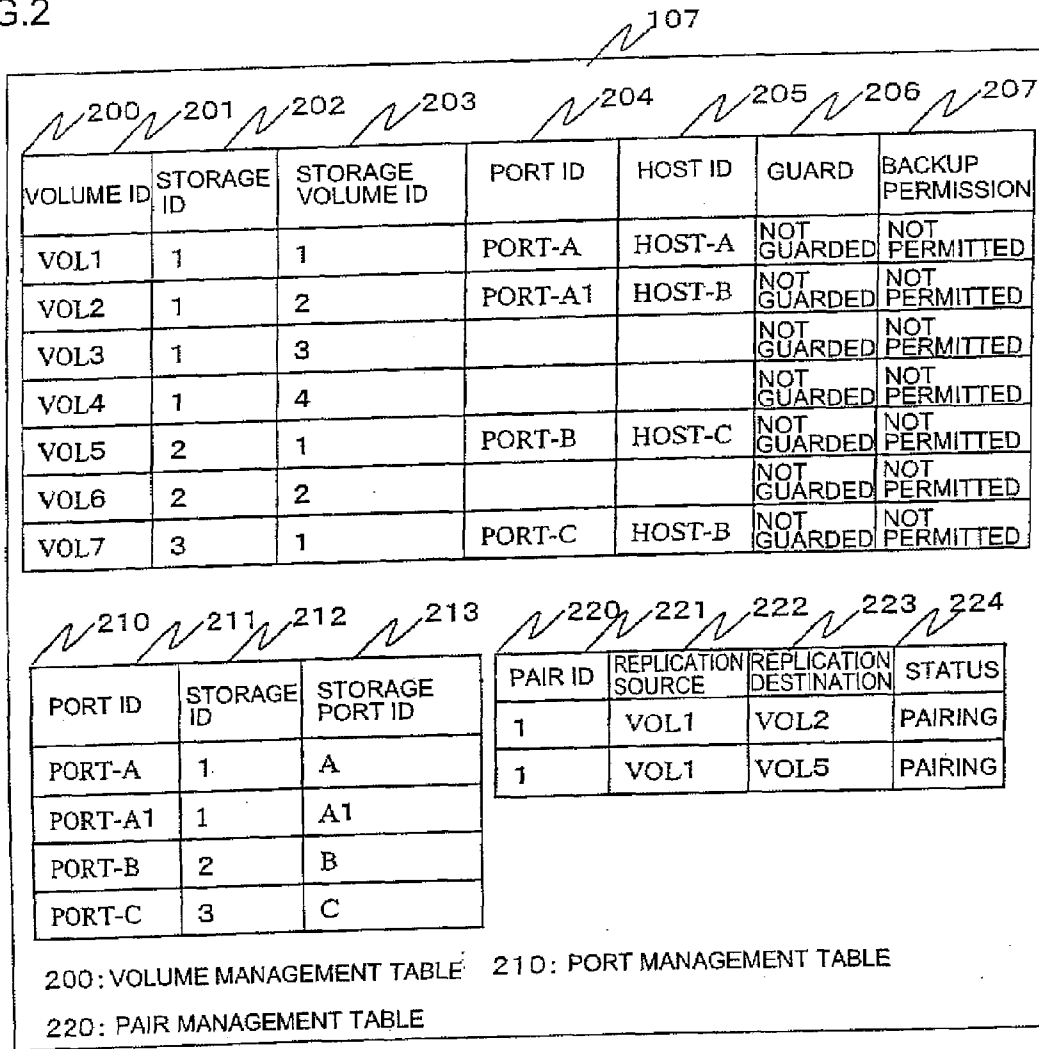 G.2
107
200 201 202 203 204 205 206 207
VOLUME ID STORAGE ID STORAGE VOLUME ID PORT ID HOST ID GUARD BACKUP PERMISSION
VOL1 1 1 PORT-A HOST-A NOT GUARDED NOT PERMITTED
VOL2 1 2 PORT-A1 HOST-B NOT GUARDED NOT PERMITTED
VOL3 1 3 NOT GUARDED NOT PERMITTED
VOL4 1 4 NOT GUARDED NOT PERMITTED
VOL5 2 1 PORT-B HOST-C NOT GUARDED NOT PERMITTED
VOL6 2 2 NOT GUARDED NOT PERMITTED
VOL7 3 1 PORT-C HOST-B NOT GUARDED NOT PERMITTED
210 211 212 213
PORT ID STORAGE ID STORAGE PORT ID
PORT-A 1 A
PORT-A1 1 A1
PORT-B 2 B
PORT-C 3 C
220 221 222 223 224
PAIR ID REPLICATION SOURCE REPLICATION DESTINATION STATUS
1 VOL1 VOL2 PAIRING
1 VOL1 VOL5 PAIRING
200: VOLUME MANAGEMENT TABLE 210: PORT MANAGEMENT TABLE
220: PAIR MANAGEMENT TABLE